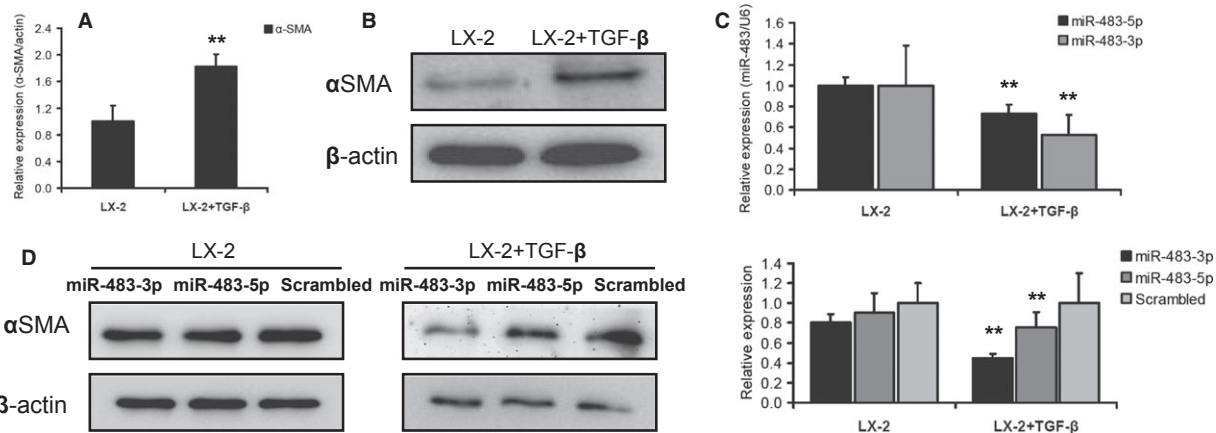 A
Relative expression (α-SMA/actin)
2.4
2.0
1.6
1.2
0.8
0.4
0.0
**
α-SMA
LX-2
LX-2+TGF-β
B
LX-2
LX-2+TGF-β
αSMA
β-actin
C
Relative expression (miR-483/U6)
1.6
1.4
1.2
1.0
0.8
0.6
0.4
0.2
0.0
**
**
miR-483-5p
miR-483-3p
LX-2
LX-2+TGF-β
D
LX-2
LX-2+TGF-β
miR-483-3p miR-483-5p Scrambled
miR-483-3p miR-483-5p Scrambled
αSMA
β-actin
Relative expression
1.4
1.2
1.0
0.8
0.6
0.4
0.2
0.0
**
**
miR-483-3p
miR-483-5p
Scrambled
LX-2
LX-2+TGF-β